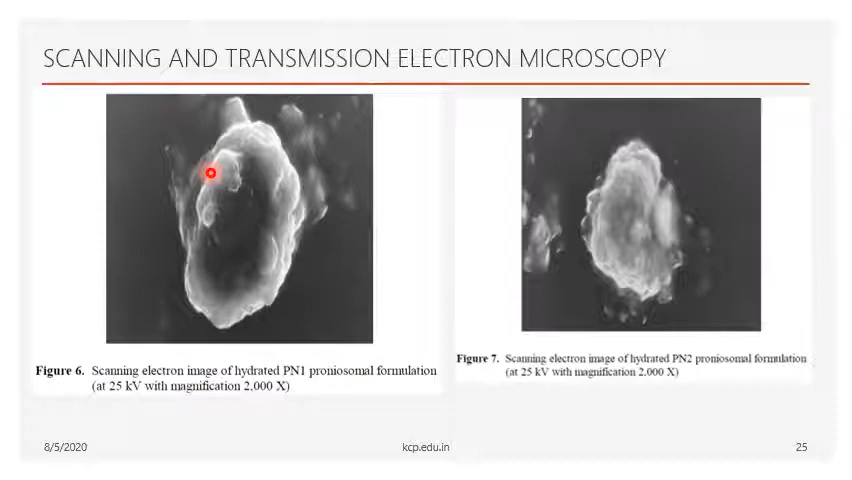 SCANNING AND TRANSMISSION ELECTRON MICROSCOPY
Figure 6. Scanning electron image of hydrated PN1 proniosomal formulation
(at 25 kV with magnification 2,000 X)
Figure 7. Scanning electron image of hydrated PN2 proniosomal formulation
(at 25 kV with magnification 2,000 X)
8/5/2020
kcp.edu.in
25